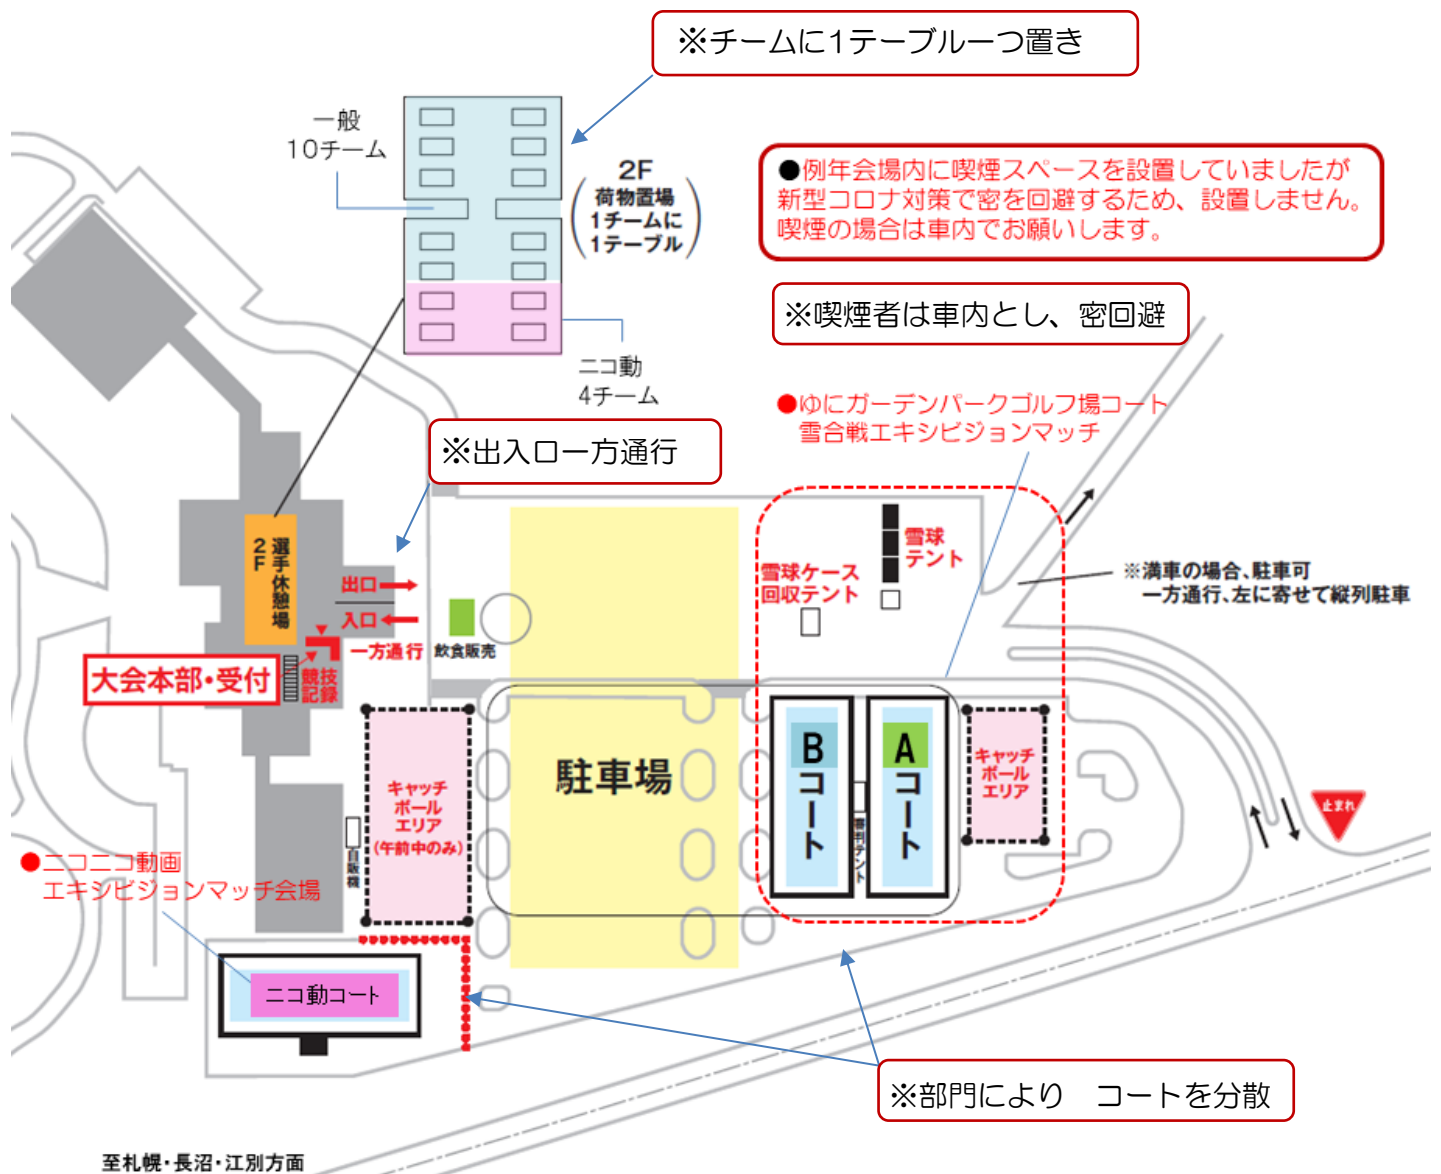 ※チームに1テーブル一つ置き
一般
10チーム
2F
荷物置場
1チームに
1テーブル
●例年会場内に喫煙スペースを設置していましたが
新型コロナ対策で密を回避するため、設置しません。
喫煙の場合は車内でお願いします。
※喫煙者は車内とし、密回避
ニコ動
4チーム
●ゆにガーデンパークゴルフ場コート
雪合戦エキシビジョンマッチ
※出入口一方通行
選手休憩場
2F
出口
入口
一方通行
飲食販売
雪球
テント
雪球ケース
回収テント
※満車の場合、駐車可
一方通行、左に寄せて縦列駐車
大会本部・受付
競技
記録
キャッチ
ボール
エリア
(午前中のみ)
自販機
駐車場
Bコート
審判テント
Aコート
キャッチ
ボール
エリア
止まれ
●ニコニコ動画
エキシビジョンマッチ会場
ニコ動コート
※部門により　コートを分散
至札幌・長沼・江別方面